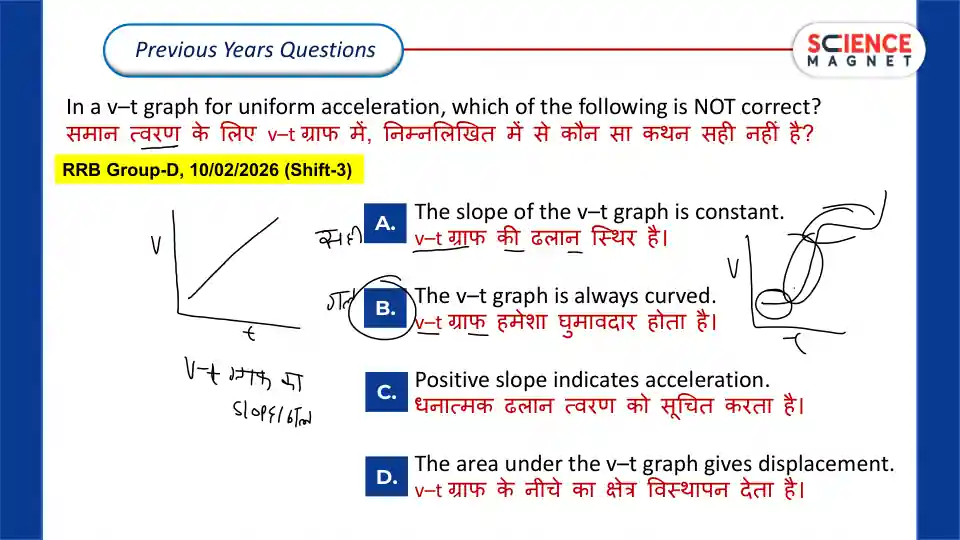 Previous Years Questions
SCIENCE
MAGNET
In a v–t graph for uniform acceleration, which of the following is NOT correct?
समान त्वरण के लिए v–t ग्राफ में, निम्नलिखित में से कौन सा कथन सही नहीं है?
RRB Group-D, 10/02/2026 (Shift-3)
A. The slope of the v–t graph is constant.
v–t ग्राफ की ढलान स्थिर है।
सही
B. The v–t graph is always curved.
v–t ग्राफ हमेशा घुमावदार होता है।
C. Positive slope indicates acceleration.
धनात्मक ढलान त्वरण को सूचित करता है।
D. The area under the v–t graph gives displacement.
v–t ग्राफ के नीचे का क्षेत्र विस्थापन देता है।
V
t
V-t ग्राफ का
slope/
V
t